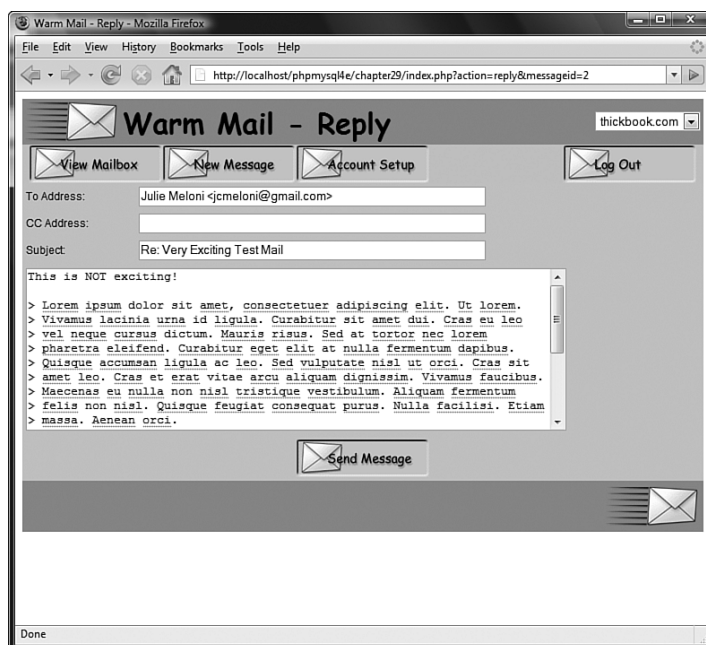 Warm Mail - Reply - Mozilla Firefox
File Edit View History Bookmarks Tools Help
http://localhost/phpmysql4e/chapter29/index.php?action=reply&messageid=2
Warm Mail - Reply
thickbook.com
View Mailbox New Message Account Setup Log Out
To Address: Julie Meloni <jcmeloni@gmail.com>
CC Address:
Subject: Re: Very Exciting Test Mail
This is NOT exciting!
> Lorem ipsum dolor sit amet, consectetuer adipiscing elit. Ut lorem.
> Vivamus lacinia urna id ligula. Curabitur sit amet dui. Cras eu leo
> vel neque cursus dictum. Mauris risus. Sed at tortor nec lorem
> pharetra eleifend. Curabitur eget elit at nulla fermentum dapibus.
> Quisque accumsan ligula ac leo. Sed vulputate nisl ut orci. Cras sit
> amet leo. Cras et erat vitae arcu aliquam dignissim. Vivamus faucibus.
> Maecenas eu nulla non nisl tristique vestibulum. Aliquam fermentum
> felis non nisl. Quisque feugiat consequat purus. Nulla facilisi. Etiam
> massa. Aenean orci.
Send Message
Done